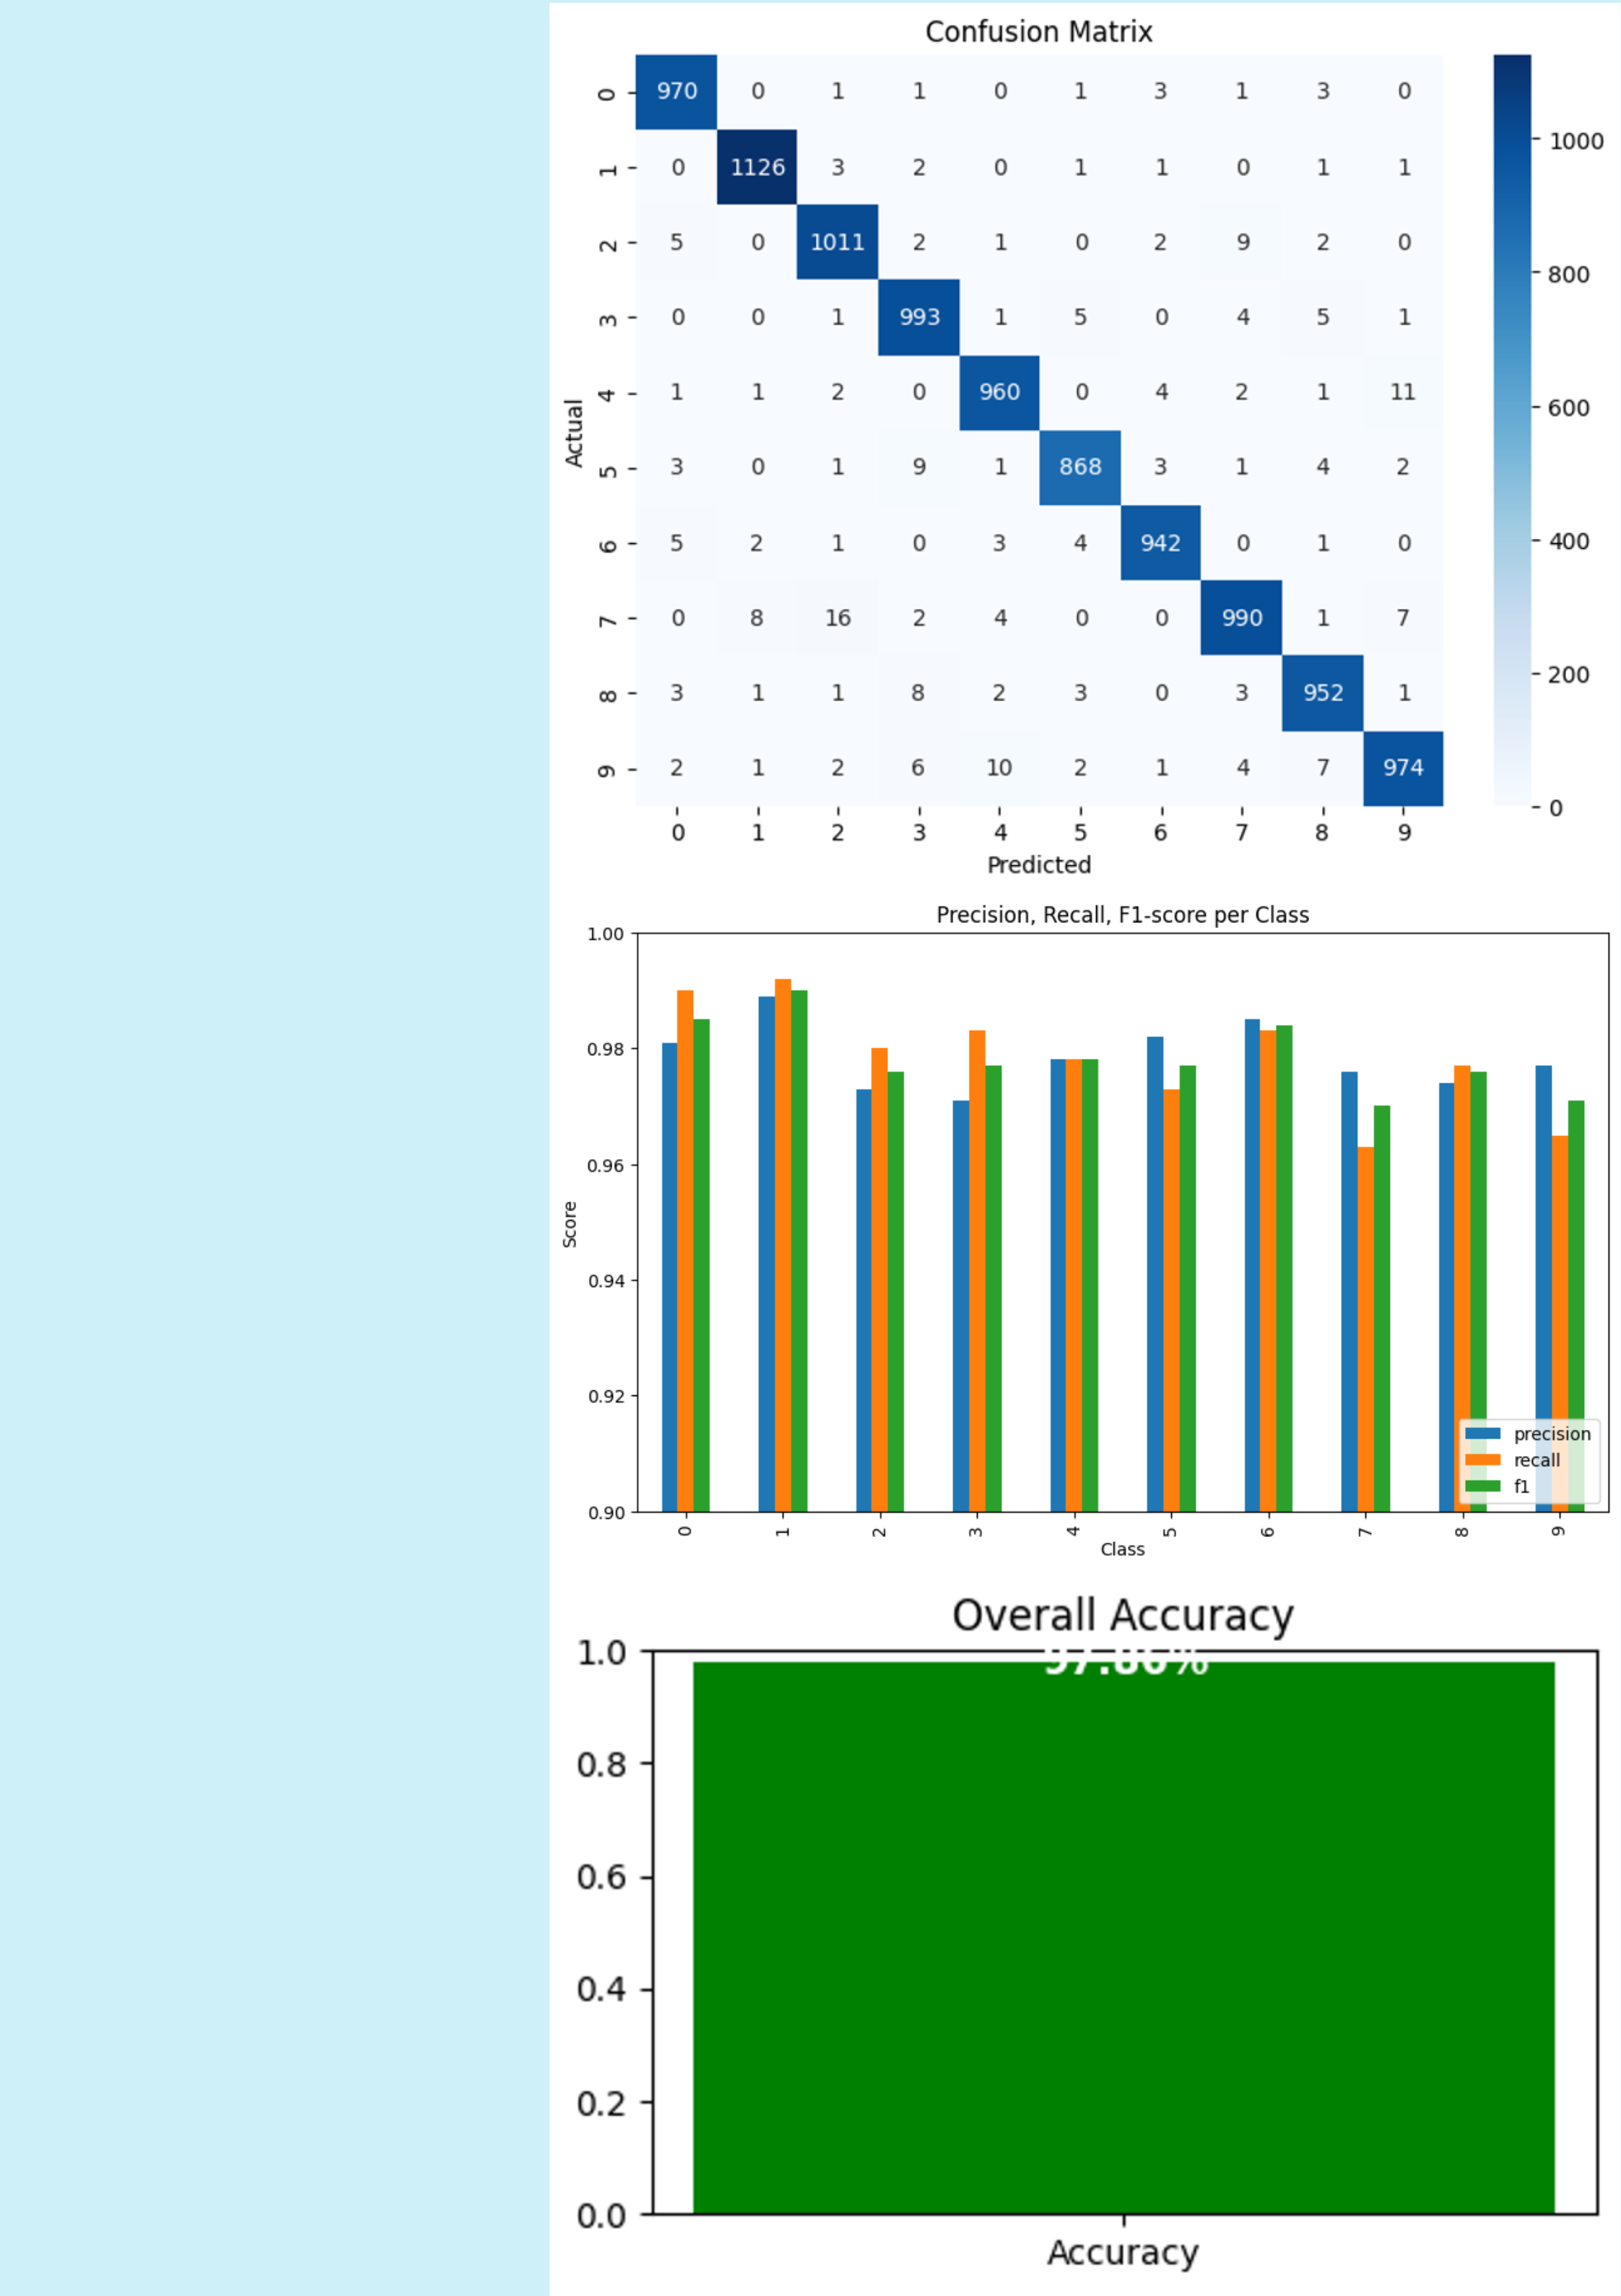 Confusion Matrix
0 970 0 1 1 0 1 3 1 3 0
1 0 1126 3 2 0 1 1 0 1 1
2 5 0 1011 2 1 0 2 9 2 0
3 0 0 1 993 1 5 0 4 5 1
4 1 1 2 0 960 0 4 2 1 11
5 3 0 1 9 1 868 3 1 4 2
6 5 2 1 0 3 4 942 0 1 0
7 0 8 16 2 4 0 0 990 1 7
8 3 1 1 8 2 3 0 3 952 1
9 2 1 2 6 10 2 1 4 7 974
0 1 2 3 4 5 6 7 8 9
Actual
Predicted
1000
800
600
400
200
0
Precision, Recall, F1-score per Class
1.00
0.98
0.96
0.94
0.92
0.90
Score
0 1 2 3 4 5 6 7 8 9
Class
precision
recall
f1
Overall Accuracy
97.86%
1.0
0.8
0.6
0.4
0.2
0.0
Accuracy